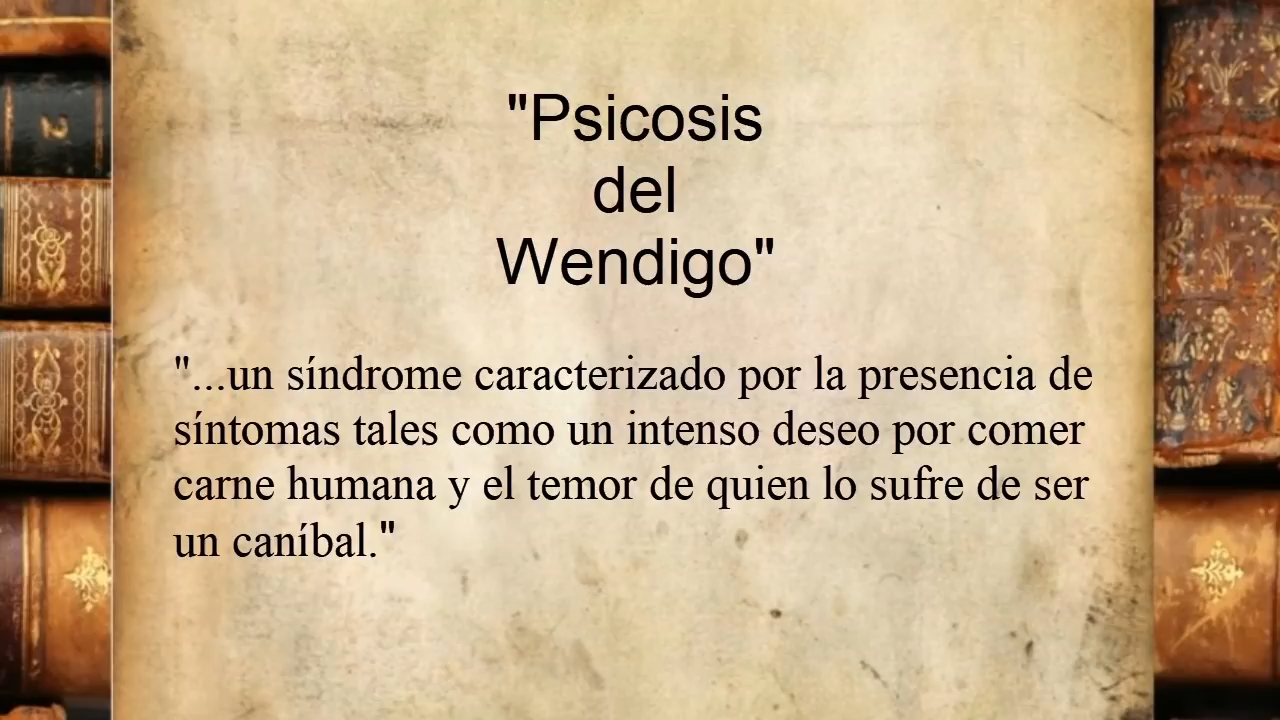 "Psicosis
del
Wendigo"
"...un síndrome caracterizado por la presencia de
síntomas tales como un intenso deseo por comer
carne humana y el temor de quien lo sufre de ser
un caníbal."
2